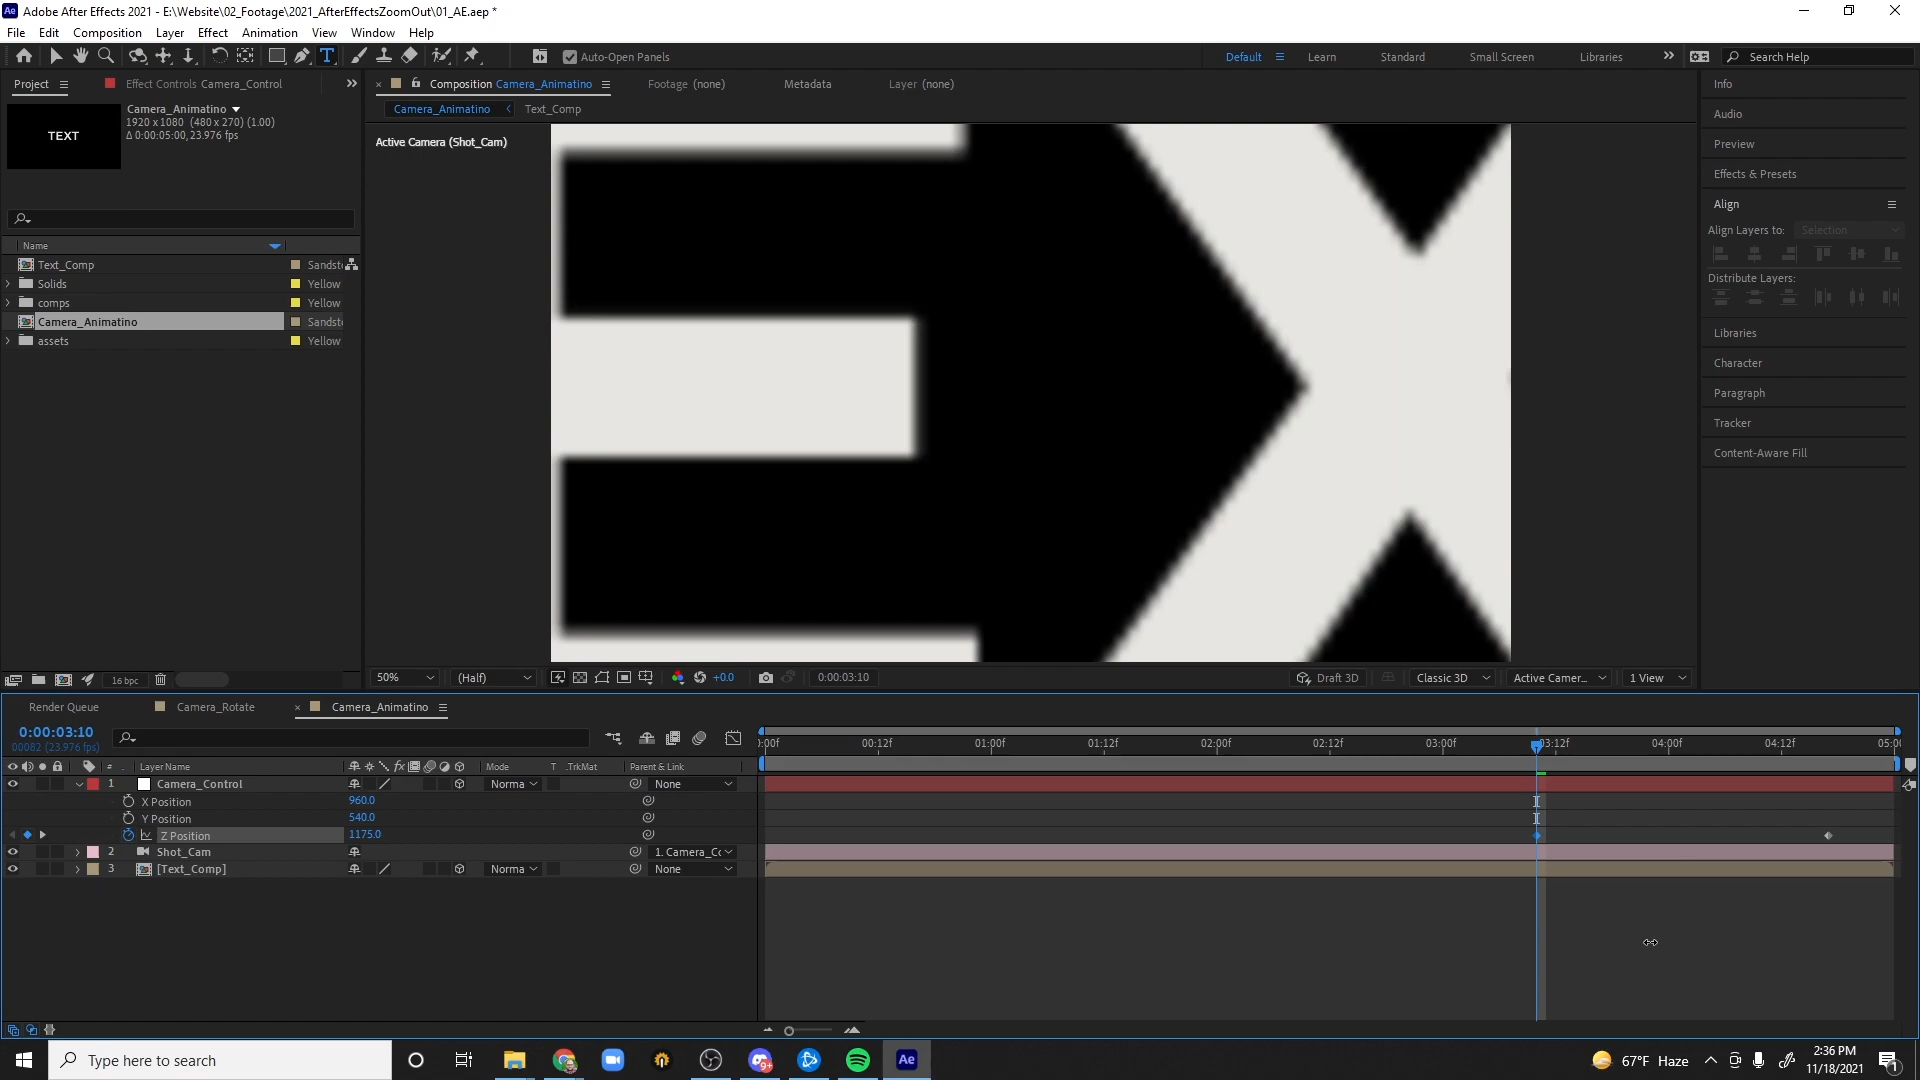 Adobe After Effects 2021 - E:\Website\02_Footage\2021_AfterEffectsZoomOut\01_AE.aep *
File Edit Composition Layer Effect Animation View Window Help
Auto-Open Panels
Default Learn Standard Small Screen Libraries Search Help
Project Effect Controls Camera_Control
Composition Camera_Animatino Footage (none) Metadata Layer (none)
Camera_Animatino Text_Comp
Camera_Animatino
1920 x 1080 (480 x 270) (1.00)
Δ 0:00:05:00, 23.976 fps
TEXT
Name
Text_Comp Sandst
Solids Yellow
comps Yellow
Camera_Animatino Sandst
assets Yellow
16 bpc
Active Camera (Shot_Cam)
50% (Half) +0.0 0:00:03:10 Draft 3D Classic 3D Active Camer... 1 View
Info
Audio
Preview
Effects & Presets
Align
Align Layers to: Selection
Distribute Layers:
Libraries
Character
Paragraph
Tracker
Content-Aware Fill
Render Queue Camera_Rotate Camera_Animatino
0:00:03:10
00082 (23.976 fps)
:00f 00:12f 01:00f 01:12f 02:00f 02:12f 03:00f 03:12f 04:00f 04:12f 05:00
# Layer Name Mode T .TrkMat Parent & Link
1 Camera_Control Norma None
X Position 960.0
Y Position 540.0
Z Position 1175.0
2 Shot_Cam 1. Camera_Cc
3 [Text_Comp] Norma None
Type here to search
9+
Ae
67°F Haze
2:36 PM
11/18/2021
1